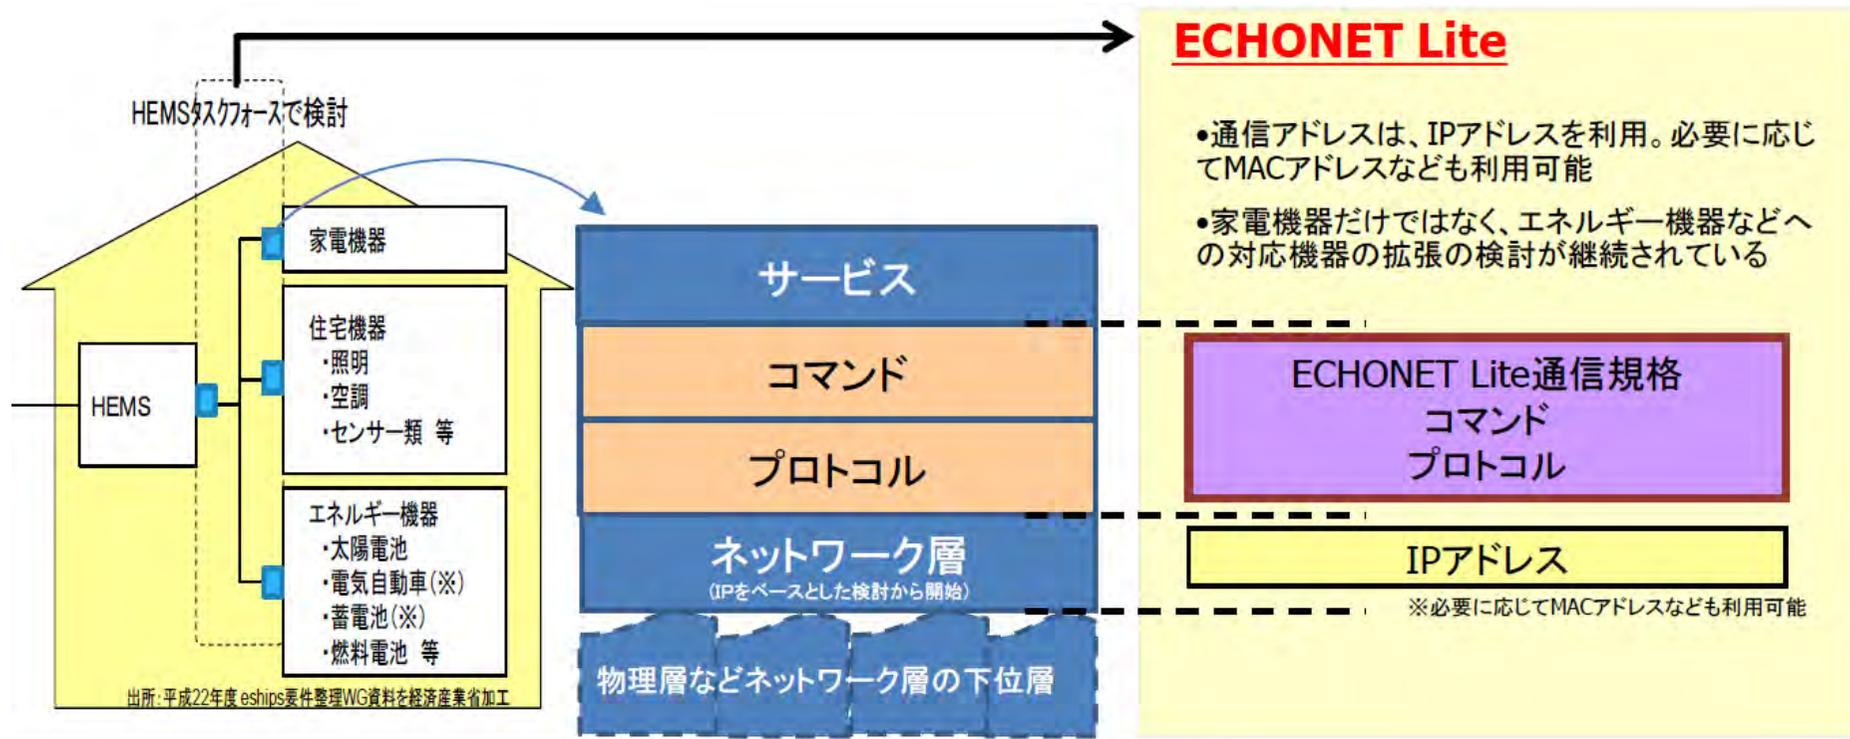 HEMSﾀｽｸﾌｫｰｽで検討
家電機器
住宅機器
・照明
・空調
・センサー類 等
HEMS
エネルギー機器
・太陽電池
・電気自動車(※)
・蓄電池(※)
・燃料電池 等
出所:平成22年度 eships要件整理WG資料を経済産業省加工
サービス
コマンド
プロトコル
ネットワーク層
(IPをベースとした検討から開始)
物理層などネットワーク層の下位層
ECHONET Lite
•通信アドレスは、IPアドレスを利用。必要に応じ
てMACアドレスなども利用可能
•家電機器だけではなく、エネルギー機器などへ
の対応機器の拡張の検討が継続されている
ECHONET Lite通信規格
コマンド
プロトコル
IPアドレス
※必要に応じてMACアドレスなども利用可能